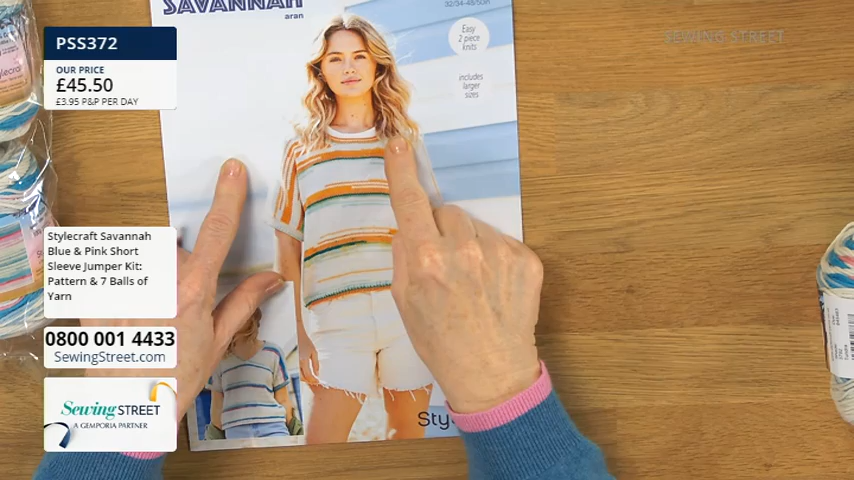 PSS372
OUR PRICE
£45.50
£3.95 P&P PER DAY
Stylecraft Savannah
Blue & Pink Short
Sleeve Jumper Kit:
Pattern & 7 Balls of
Yarn
0800 001 4433
SewingStreet.com
Sewing STREET
A GEMPORIA PARTNER
SAVANNAH
aran
Easy
2 piece
knits
includes
larger
sizes
SEWING STREET